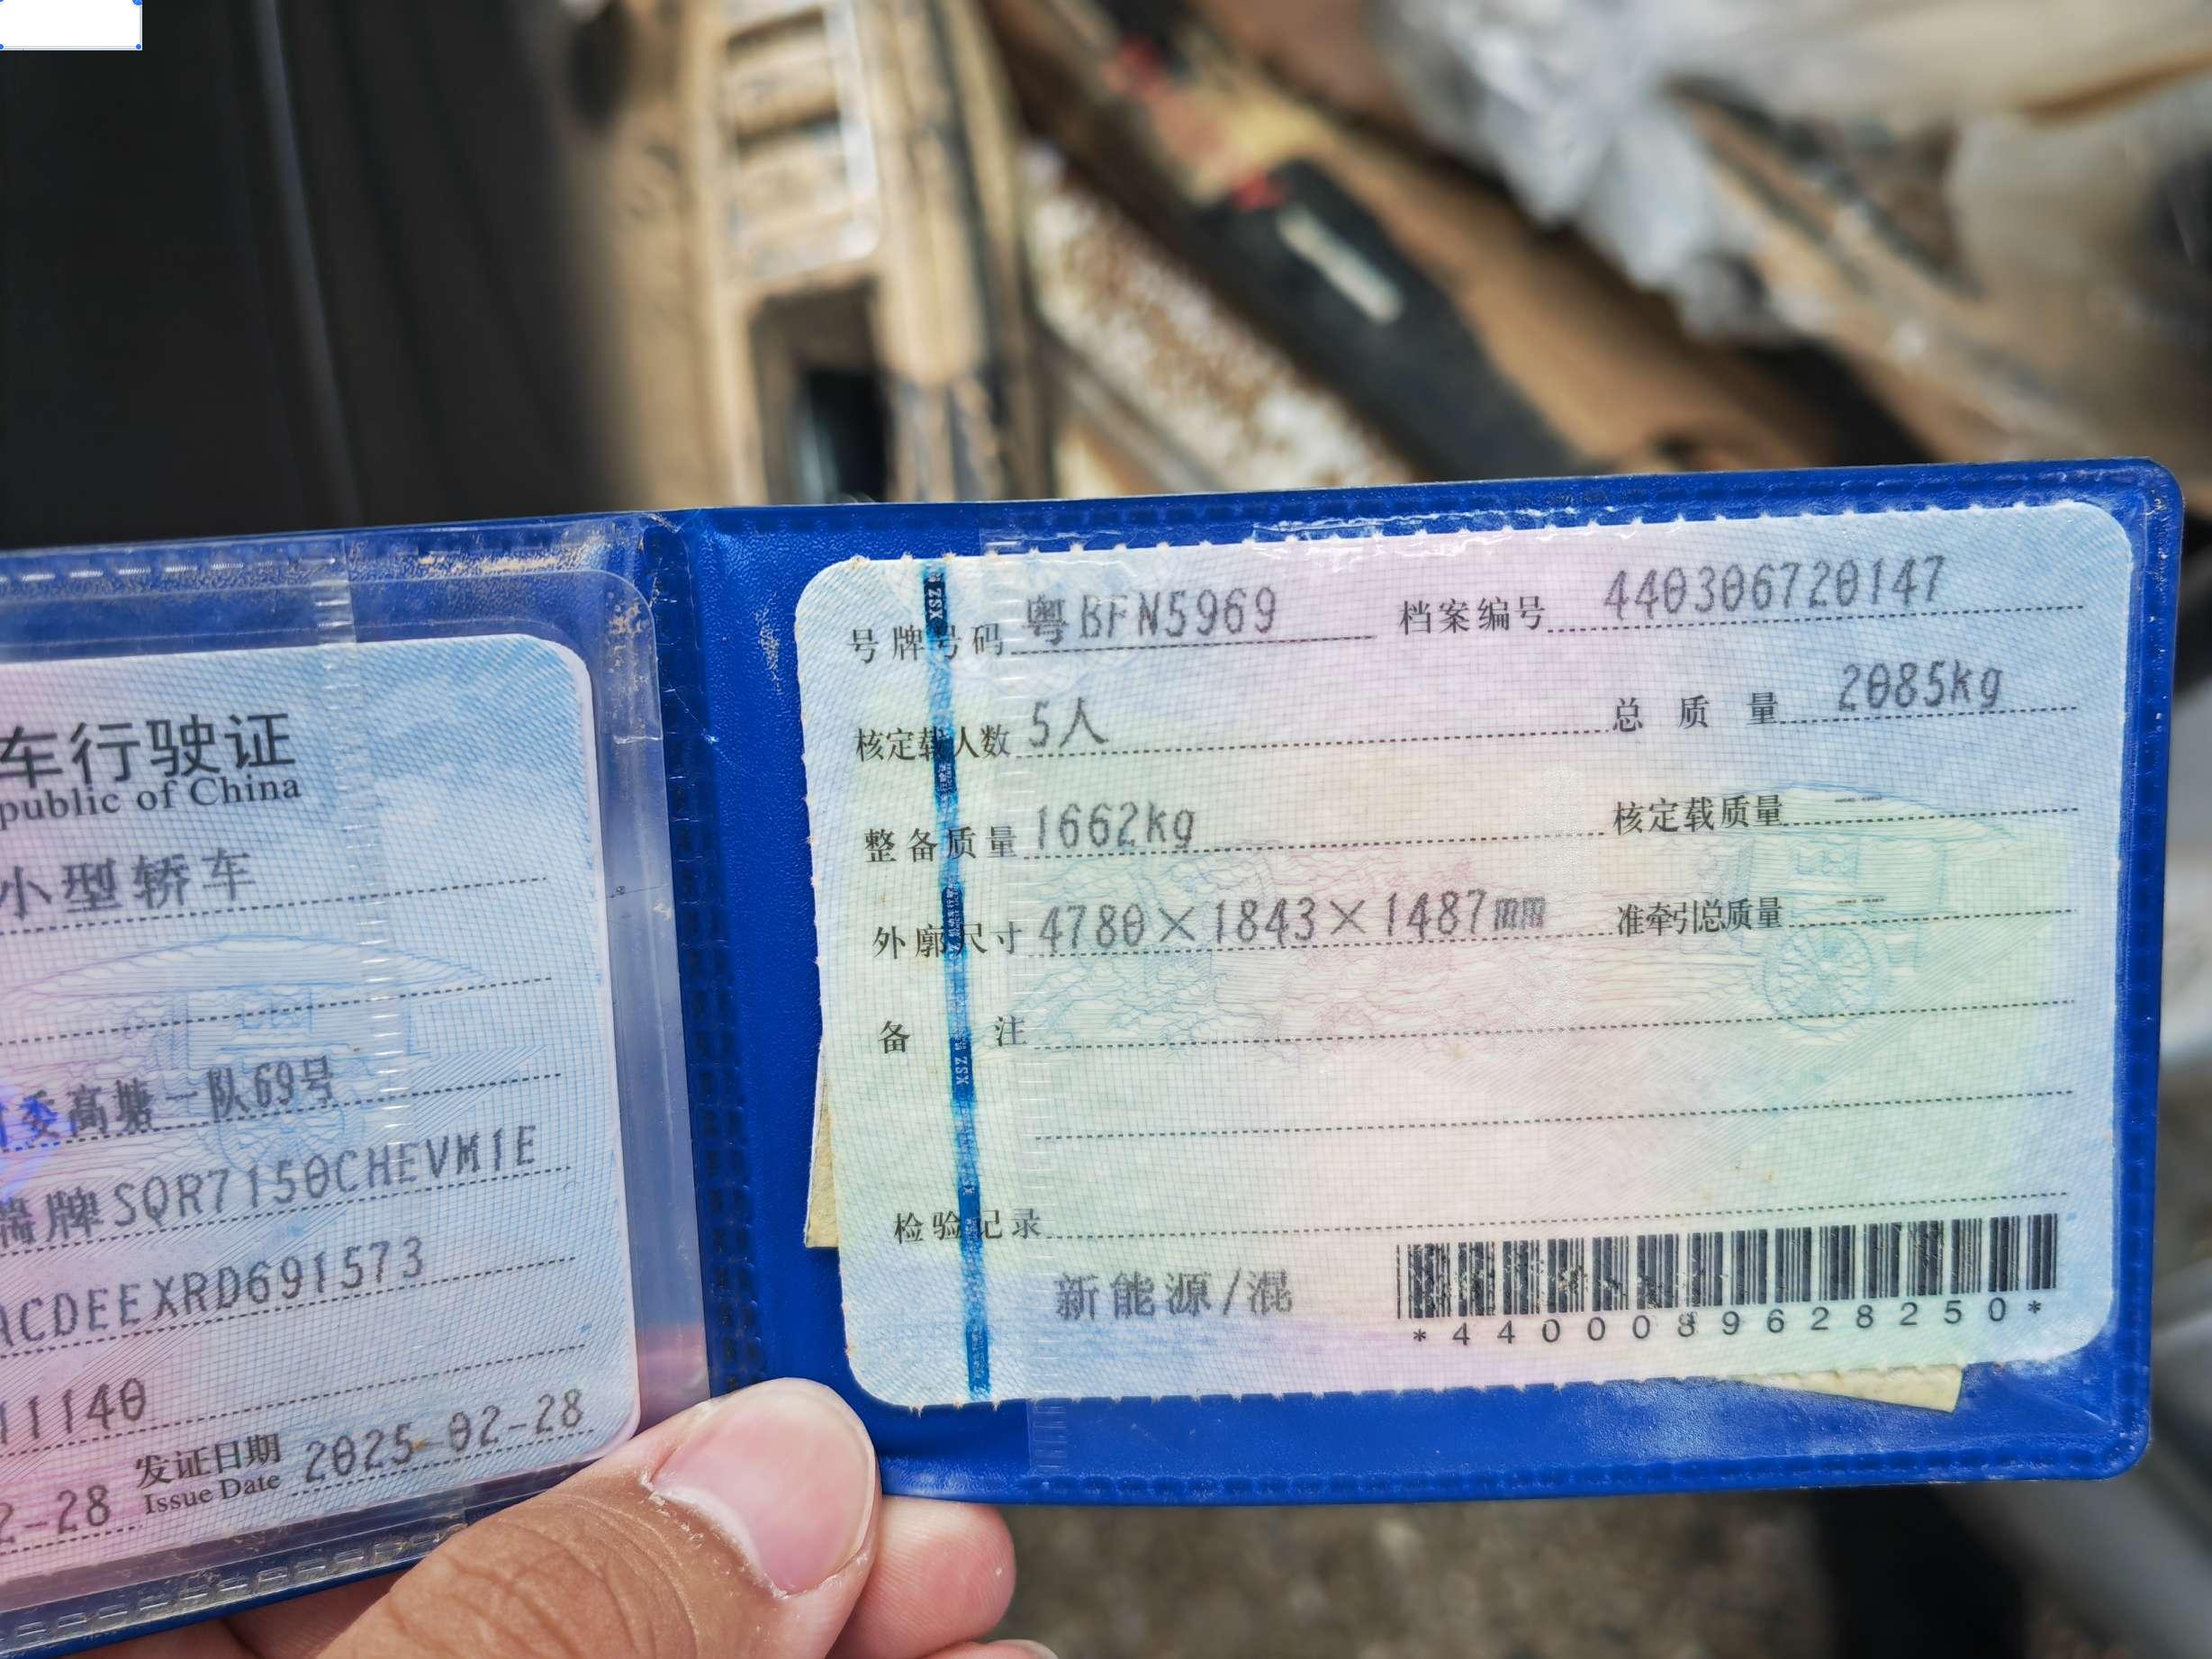 车行驶证
public of China
小型轿车
委高塘一队69号
牌SQR7150CHEVM1E
ACDEEXRD691573
11140
2-28 发证日期 2025-02-28
Issue Date
号牌号码 粤BFN5969 档案编号 440306720147
核定载人数 5人 总质量 2085kg
整备质量 1662kg 核定载质量
外廓尺寸 4780×1843×1487mm 准牵引总质量
备注
检验记录
新能源/混
*4400089628250*
XSZ
XSZ